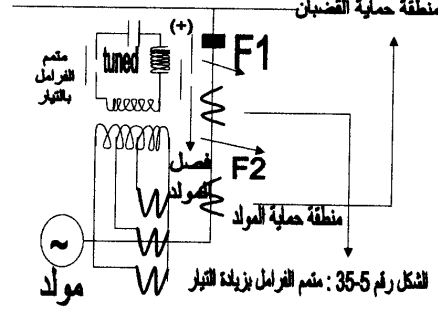 منطقة حماية القضبان
(+)
F1
tuned
متمم
الفرامل
بالتيار
فصل
المولد
F2
منطقة حماية المولد
~
مولد
الشكل رقم 5-35 : متمم الفرامل بزيادة التيار